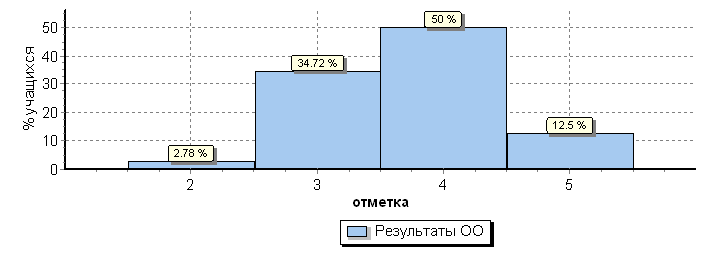 % учащихся
50
40
30
20
10
0
2.78 %
34.72 %
50 %
12.5 %
2 3 4 5
отметка
Результаты ОО